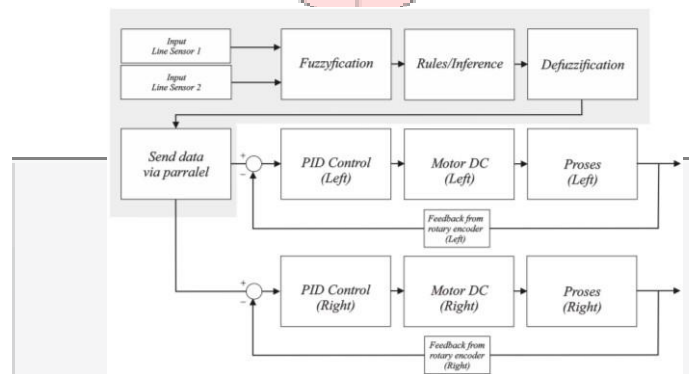 Input
Line Sensor 1
Input
Line Sensor 2
Fuzzyfication
Rules/Inference
Defuzzification
Send data
via parralel
+
−
PID Control
(Left)
Motor DC
(Left)
Proses
(Left)
Feedback from
rotary encoder
(Left)
+
−
PID Control
(Right)
Motor DC
(Right)
Proses
(Right)
Feedback from
rotary encoder
(Right)